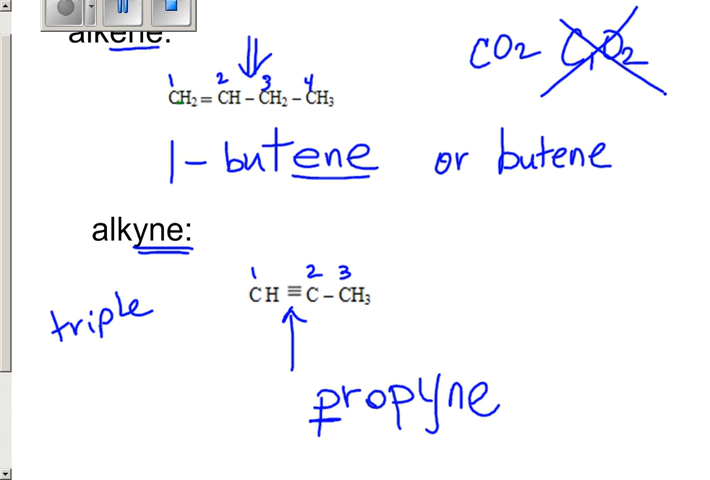 alkene:
CO2 C1O2
1 2 3 4
CH₂ = CH – CH₂ – CH₃
1-butene or butene
alkyne:
1 2 3
CH ≡ C – CH₃
triple
propyne